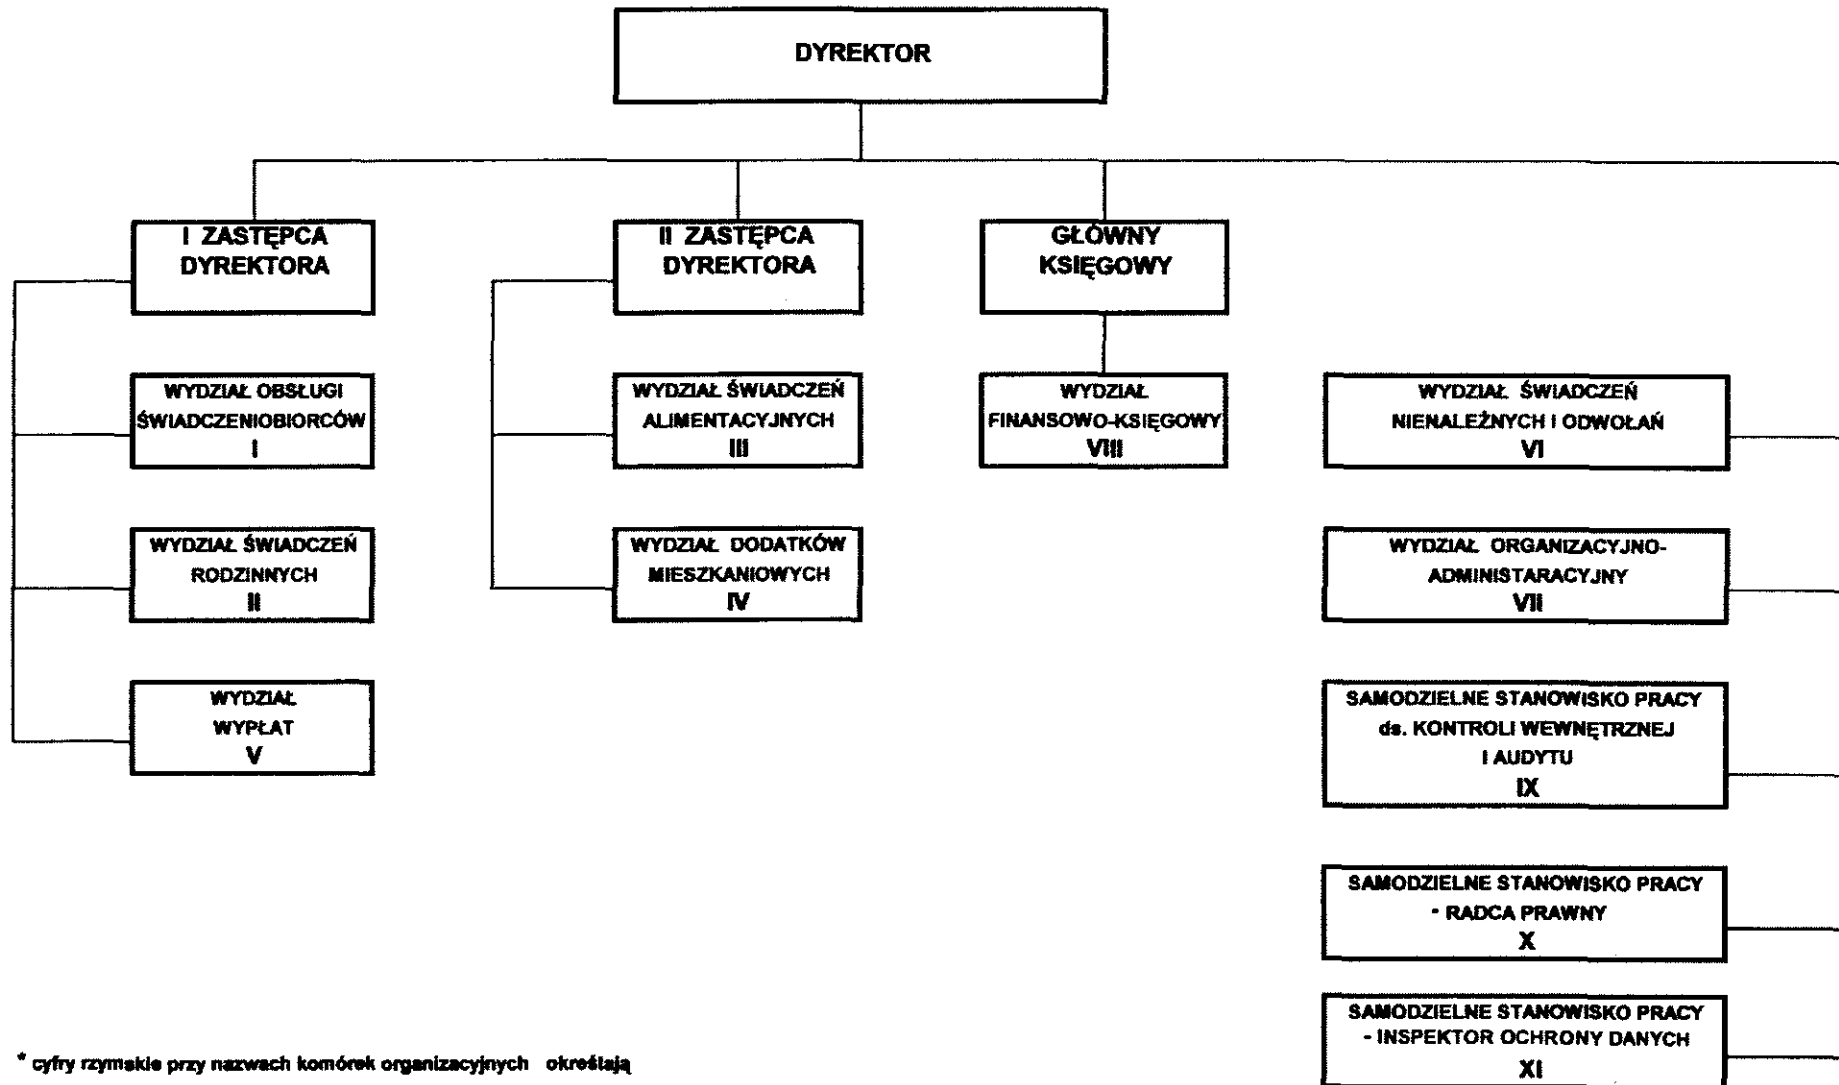 DYREKTOR
I ZASTĘPCA
DYREKTORA
II ZASTĘPCA
DYREKTORA
GŁÓWNY
KSIĘGOWY
WYDZIAŁ OBSŁUGI
ŚWIADCZENIOBIORCÓW
I
WYDZIAŁ ŚWIADCZEŃ
ALIMENTACYJNYCH
III
WYDZIAŁ
FINANSOWO-KSIĘGOWY
VIII
WYDZIAŁ ŚWIADCZEŃ
NIENALEŻNYCH I ODWOŁAŃ
VI
WYDZIAŁ ŚWIADCZEŃ
RODZINNYCH
II
WYDZIAŁ DODATKÓW
MIESZKANIOWYCH
IV
WYDZIAŁ ORGANIZACYJNO-
ADMINISTARACYJNY
VII
WYDZIAŁ
WYPŁAT
V
SAMODZIELNE STANOWISKO PRACY
ds. KONTROLI WEWNĘTRZNEJ
I AUDYTU
IX
SAMODZIELNE STANOWISKO PRACY
- RADCA PRAWNY
X
SAMODZIELNE STANOWISKO PRACY
- INSPEKTOR OCHRONY DANYCH
XI
* cyfry rzymskie przy nazwach komórek organizacyjnych określają